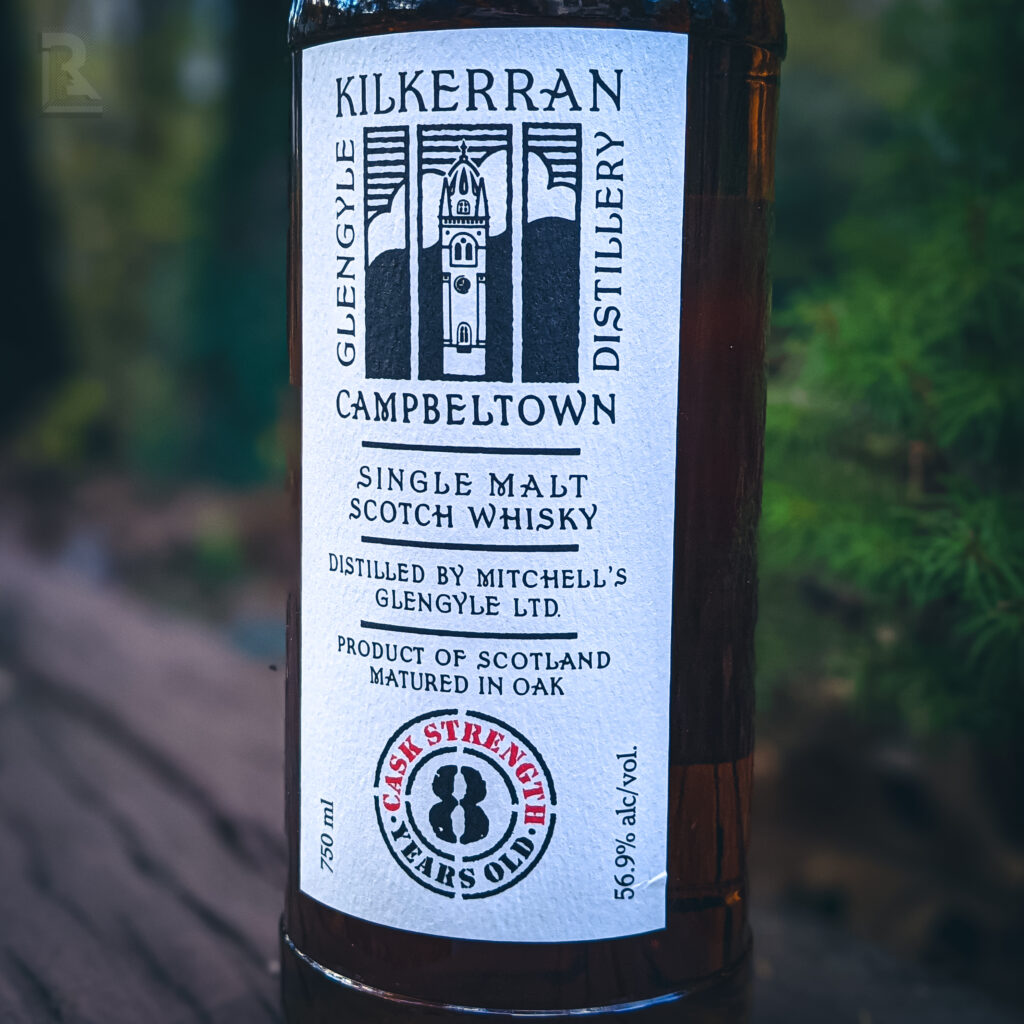 KILKERRAN
GLENGYLE
DISTILLERY
CAMPBELTOWN
SINGLE MALT
SCOTCH WHISKY
DISTILLED BY MITCHELL'S
GLENGYLE LTD.
PRODUCT OF SCOTLAND
MATURED IN OAK
CASK STRENGTH
8
· YEARS OLD ·
750 ml
56.9% alc/vol.
R